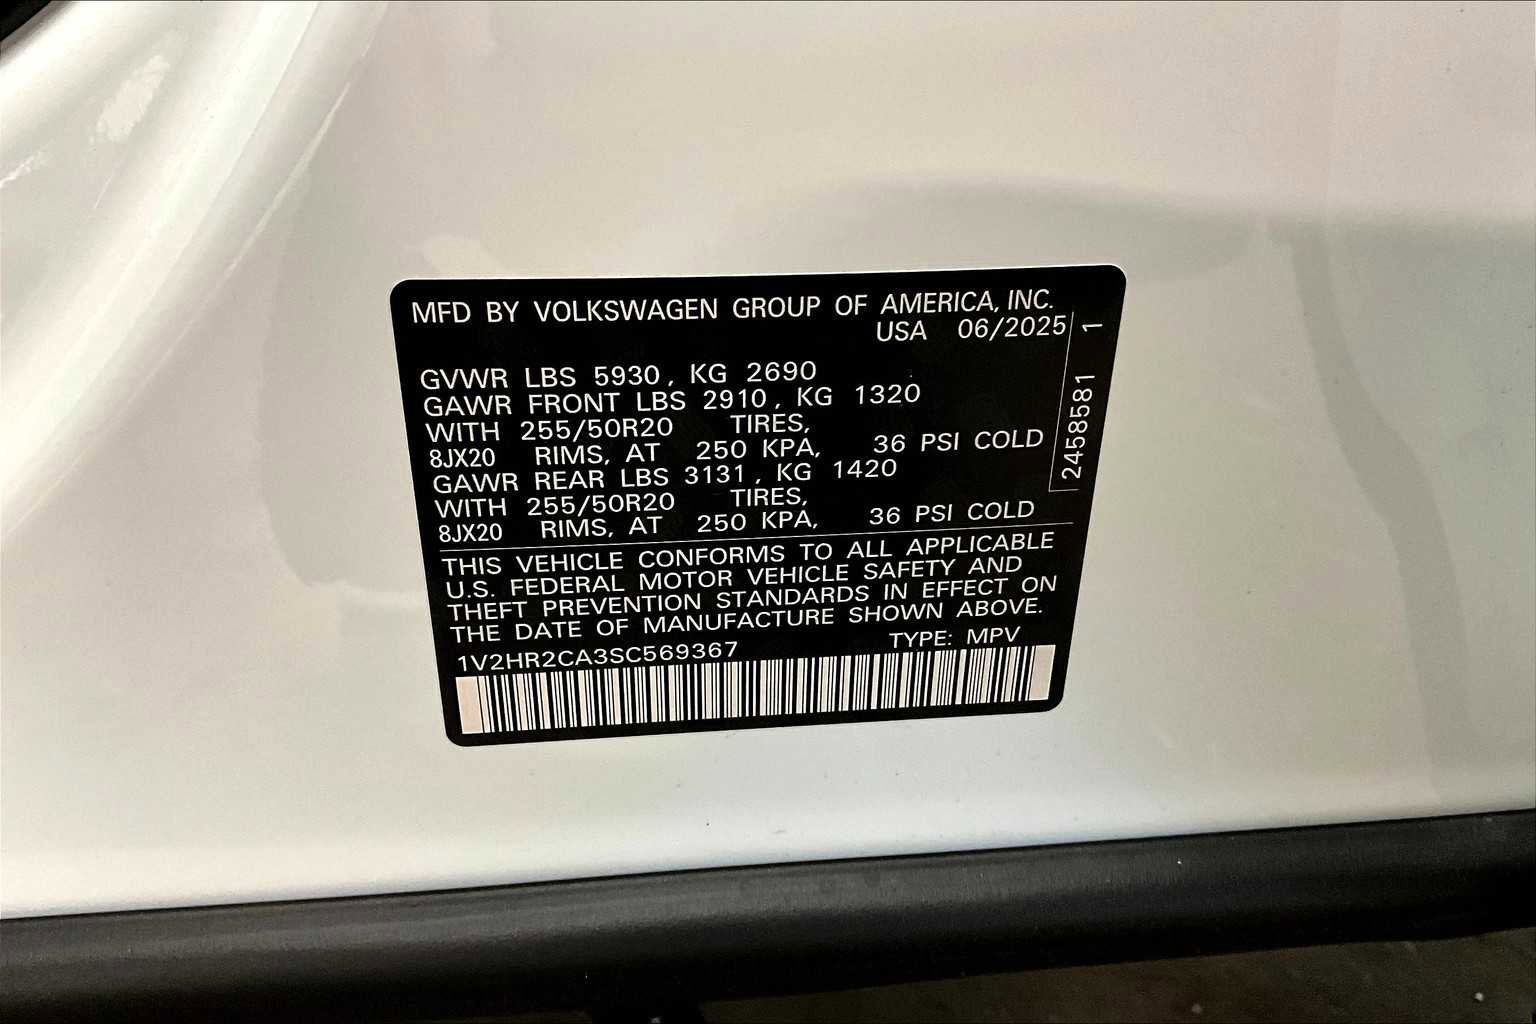 MFD BY VOLKSWAGEN GROUP OF AMERICA, INC.
USA 06/2025
GVWR LBS 5930, KG 2690
GAWR FRONT LBS 2910, KG 1320
WITH 255/50R20 TIRES,
8JX20 RIMS, AT 250 KPA, 36 PSI COLD
GAWR REAR LBS 3131, KG 1420
WITH 255/50R20 TIRES,
8JX20 RIMS, AT 250 KPA, 36 PSI COLD
THIS VEHICLE CONFORMS TO ALL APPLICABLE
U.S. FEDERAL MOTOR VEHICLE SAFETY AND
THEFT PREVENTION STANDARDS IN EFFECT ON
THE DATE OF MANUFACTURE SHOWN ABOVE.
1V2HR2CA3SC569367 TYPE: MPV
2458581 1